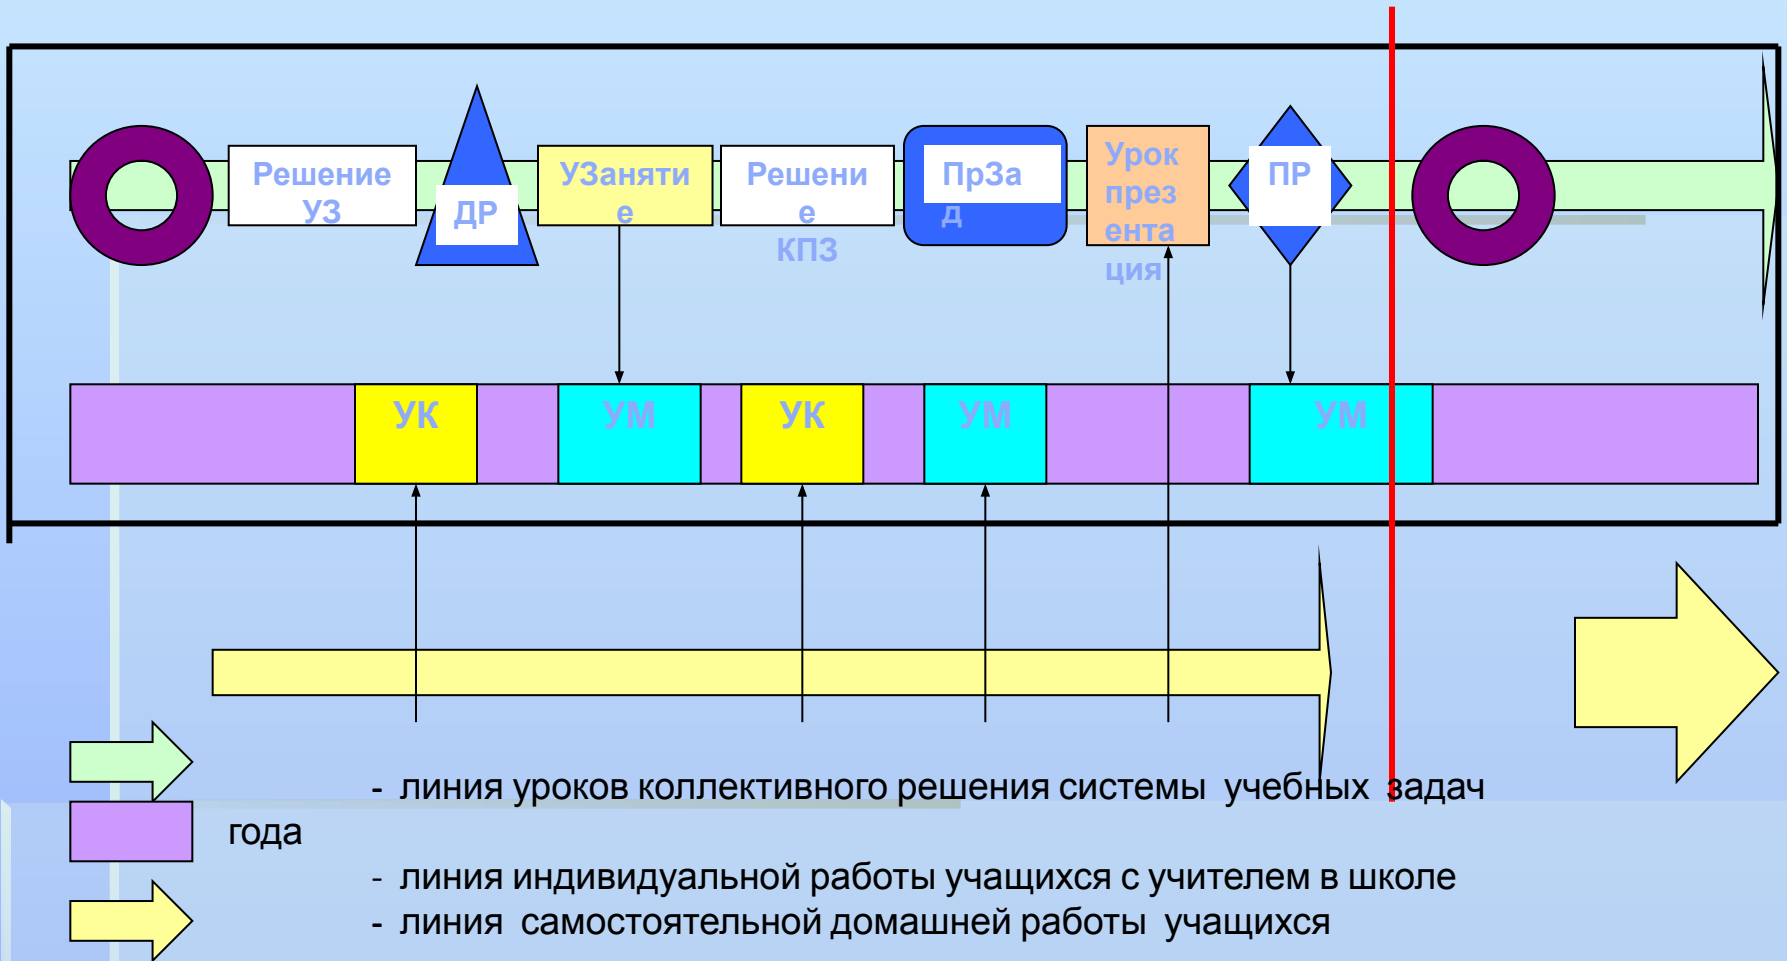 Решение
УЗ
ДР
УЗаняти
е
Решени
е
КПЗ
ПрЗа
д
Урок
през
ента
ция
ПР
УК
УМ
УК
УМ
УМ
- линия уроков коллективного решения системы учебных задач
года
- линия индивидуальной работы учащихся с учителем в школе
- линия самостоятельной домашней работы учащихся